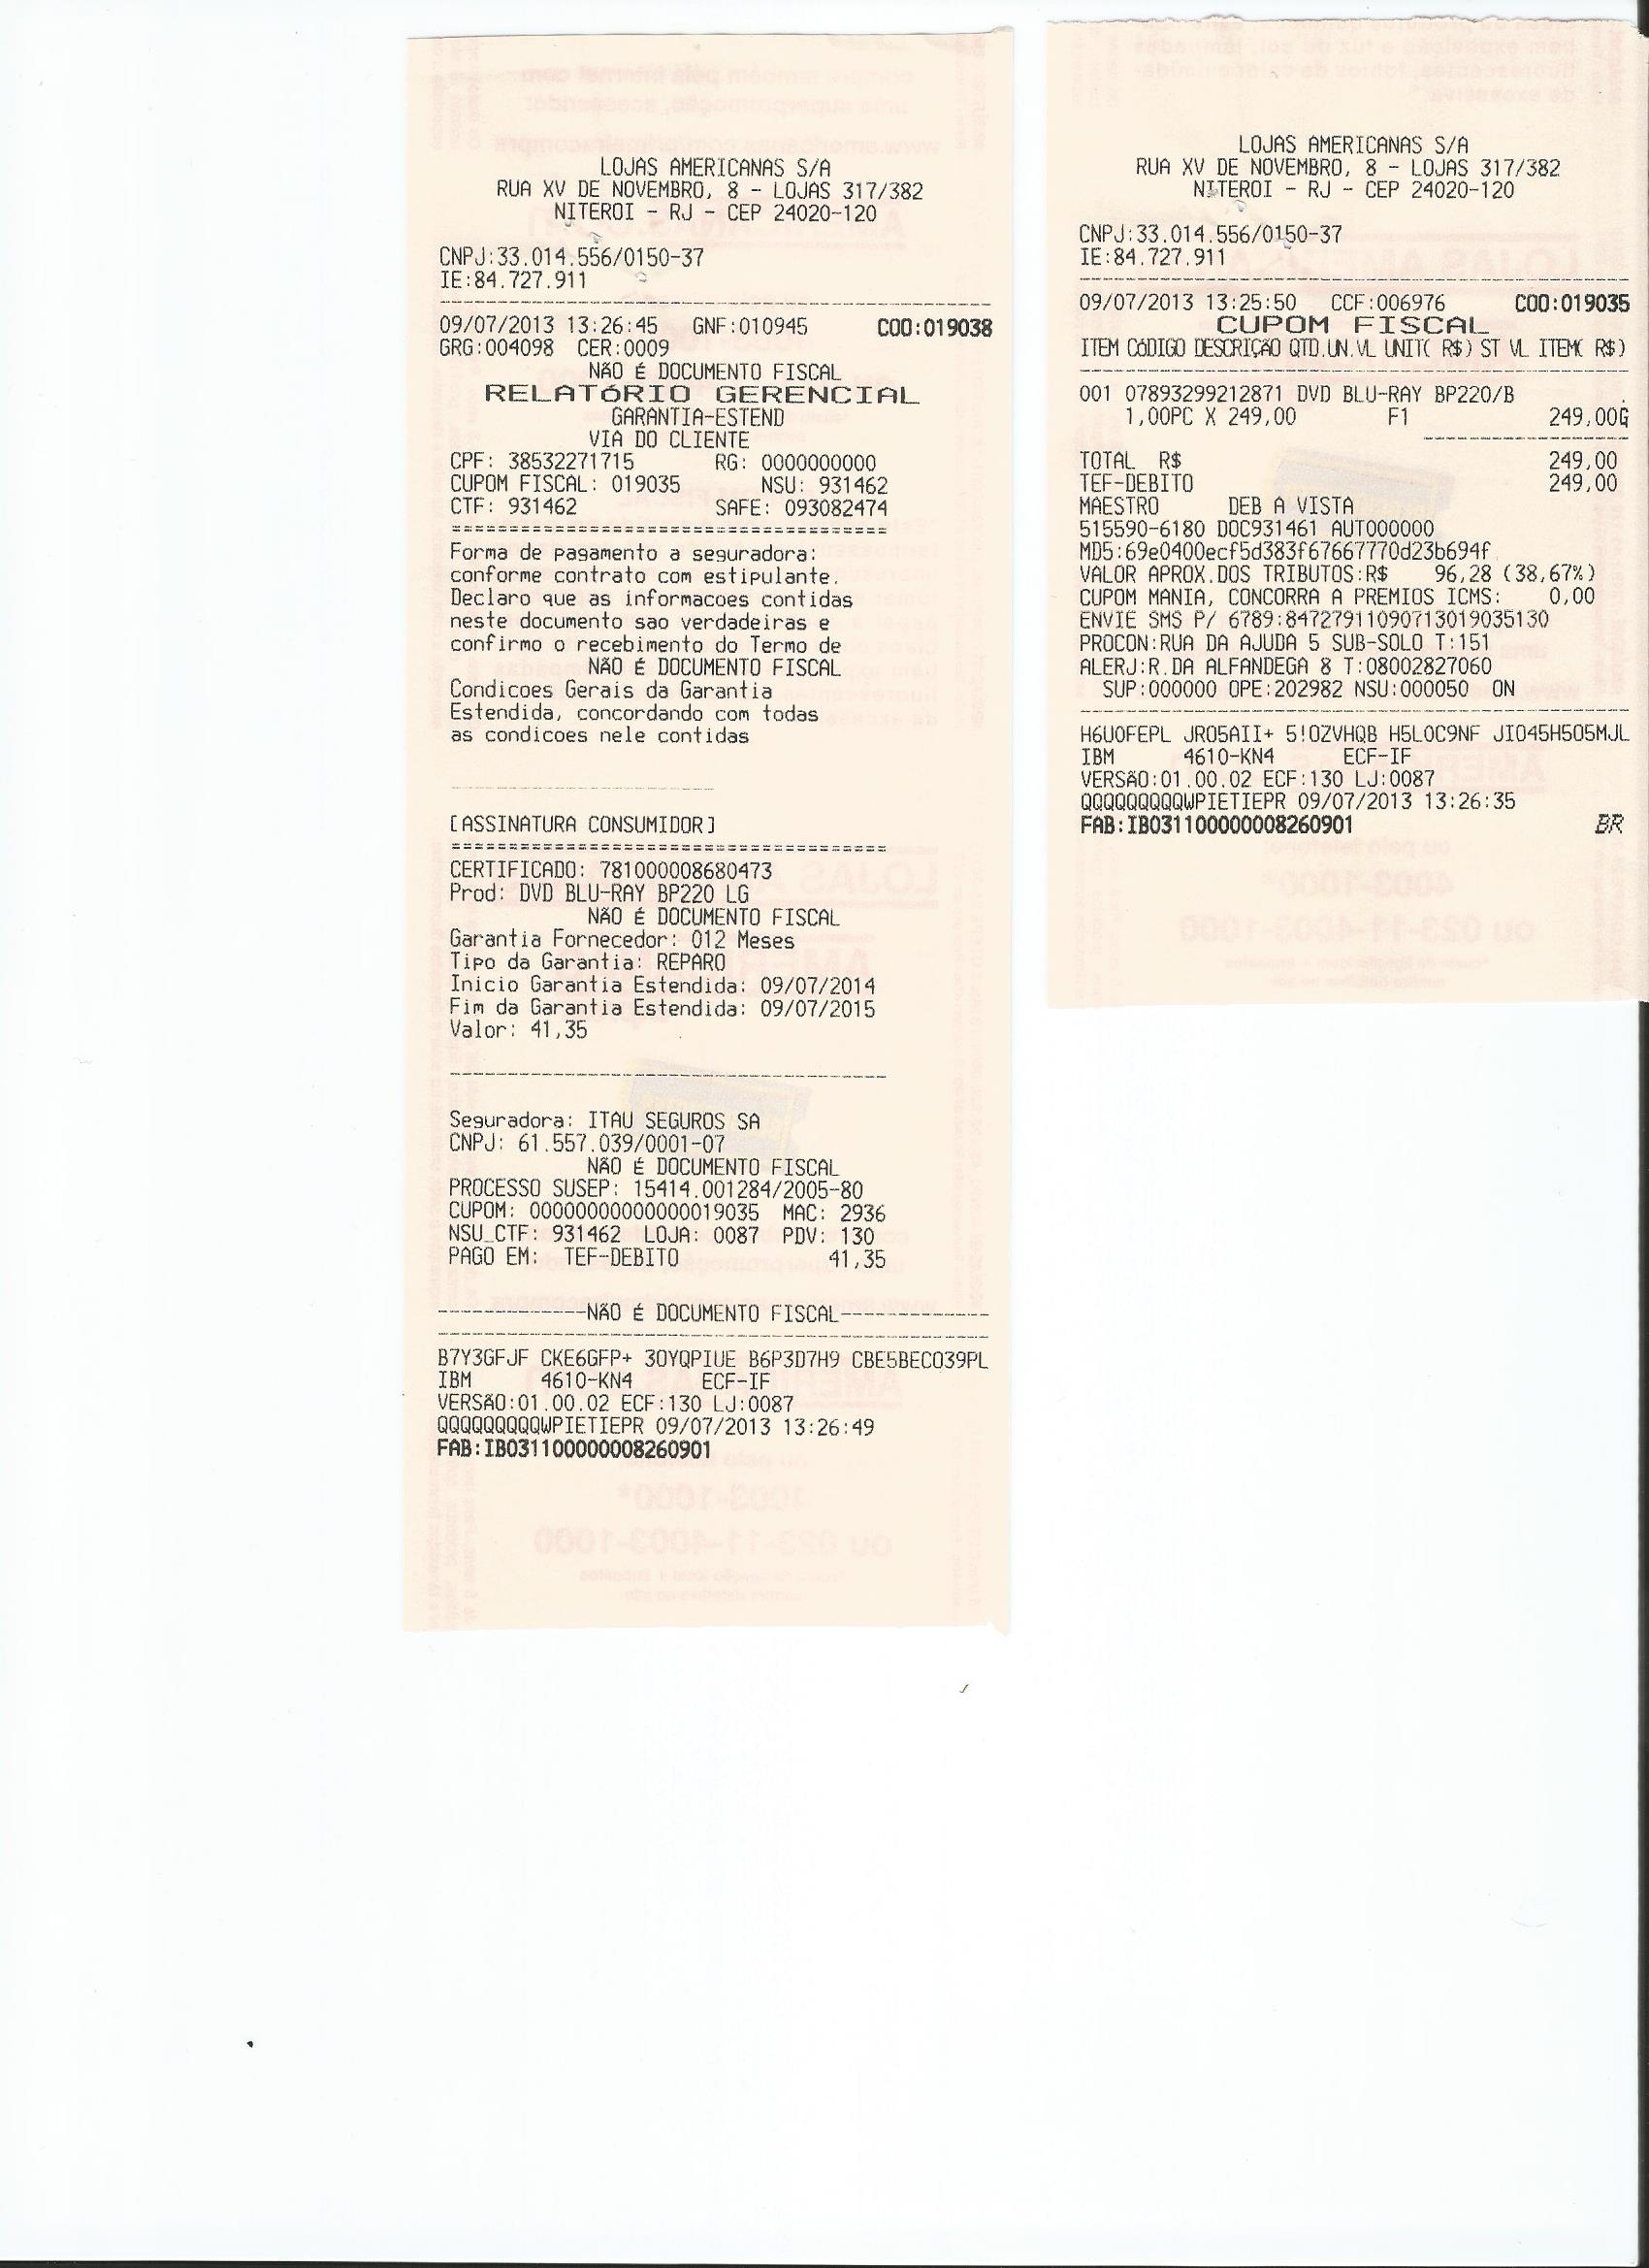 LOJAS AMERICANAS S/A
RUA XV DE NOVEMBRO, 8 - LOJAS 317/382
NITEROI - RJ - CEP 24020-120
CNPJ:33.014.556/0150-37
IE:84.727.911
09/07/2013 13:26:45 GNF:010945 COO:019038
GRG:004098 CER:0009
NÃO É DOCUMENTO FISCAL
RELATÓRIO GERENCIAL
GARANTIA-ESTEND
VIA DO CLIENTE
CPF: 38532271715 RG: 0000000000
CUPOM FISCAL: 019035 NSU: 931462
CTF: 931462 SAFE: 093082474
======================================
Forma de pagamento a seguradora:
conforme contrato com estipulante.
Declaro que as informacoes contidas
neste documento sao verdadeiras e
confirmo o recebimento do Termo de
NÃO É DOCUMENTO FISCAL
Condicoes Gerais da Garantia
Estendida, concordando com todas
as condicoes nele contidas
[ASSINATURA CONSUMIDOR]
======================================
CERTIFICADO: 781000008680473
Prod: DVD BLU-RAY BP220 LG
NÃO É DOCUMENTO FISCAL
Garantia Fornecedor: 012 Meses
Tipo da Garantia: REPARO
Inicio Garantia Estendida: 09/07/2014
Fim da Garantia Estendida: 09/07/2015
Valor: 41,35
Seguradora: ITAU SEGUROS SA
CNPJ: 61.557.039/0001-07
NÃO É DOCUMENTO FISCAL
PROCESSO SUSEP: 15414.001284/2005-80
CUPOM: 00000000000000019035 MAC: 2936
NSU_CTF: 931462 LOJA: 0087 PDV: 130
PAGO EM: TEF-DEBITO 41,35
-------------NÃO É DOCUMENTO FISCAL-------------
B7Y3GFJF CKE6GFP+ 3OYQPIUE B6P3D7H9 CBE5BECO39PL
IBM 4610-KN4 ECF-IF
VERSÃO:01.00.02 ECF:130 LJ:0087
QQQQQQQQQWPIETIEPR 09/07/2013 13:26:49
FAB:IB031100000008260901
LOJAS AMERICANAS S/A
RUA XV DE NOVEMBRO, 8 - LOJAS 317/382
NITEROI - RJ - CEP 24020-120
CNPJ:33.014.556/0150-37
IE:84.727.911
09/07/2013 13:25:50 CCF:006976 COO:019035
CUPOM FISCAL
ITEM CÓDIGO DESCRIÇÃO QTD.UN.VL UNIT( R$) ST VL ITEM( R$)
001 07893299212871 DVD BLU-RAY BP220/B
1,00PC X 249,00 F1 249,00G
TOTAL R$ 249,00
TEF-DEBITO 249,00
MAESTRO DEB A VISTA
515590-6180 DOC931461 AUT000000
MD5:69e0400ecf5d383f67667770d23b694f
VALOR APROX.DOS TRIBUTOS:R$ 96,28 (38,67%)
CUPOM MANIA, CONCORRA A PREMIOS ICMS: 0,00
ENVIE SMS P/ 6789:84727911090713019035130
PROCON:RUA DA AJUDA 5 SUB-SOLO T:151
ALERJ:R.DA ALFANDEGA 8 T:08002827060
SUP:000000 OPE:202982 NSU:000050 ON
H6U0FEPL JR05AII+ 5!OZVHQB H5LOC9NF JIO45H5O5MJL
IBM 4610-KN4 ECF-IF
VERSÃO:01.00.02 ECF:130 LJ:0087
QQQQQQQQQWPIETIEPR 09/07/2013 13:26:35
FAB:IB031100000008260901 BR